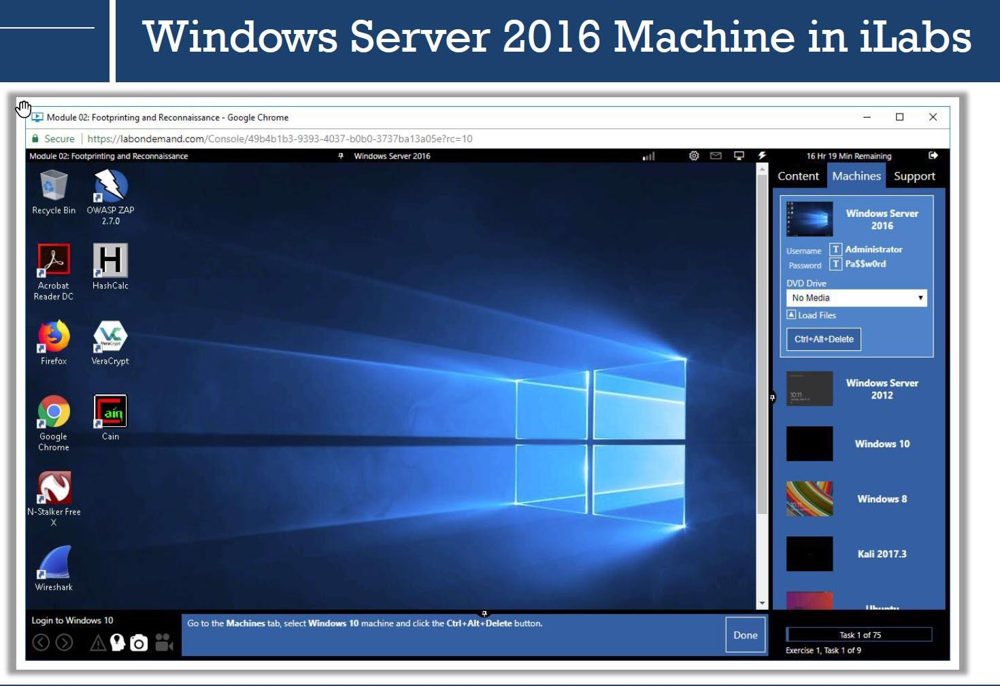 Windows Server 2016 Machine in iLabs
Module 02: Footprinting and Reconnaissance - Google Chrome
Secure | https://labondemand.com/Console/49b4b1b3-9393-4037-b0b0-3737ba13a05e?rc=10
Module 02: Footprinting and Reconnaissance
Windows Server 2016
16 Hr 19 Min Remaining
Recycle Bin
OWASP ZAP
2.7.0
Acrobat
Reader DC
HashCalc
Firefox
VeraCrypt
VeraCrypt
Google
Chrome
Cain
Cain
N-Stalker Free
X
Wireshark
Content Machines Support
Windows Server
2016
Username T Administrator
Password T Pa$$w0rd
DVD Drive
No Media
Load Files
Ctrl+Alt+Delete
10:11
Windows Server
2012
Windows 10
10:11
Windows 8
Kali 2017.3
Ubuntu
Login to Windows 10
Go to the Machines tab, select Windows 10 machine and click the Ctrl+Alt+Delete button.
Done
Task 1 of 75
Exercise 1, Task 1 of 9